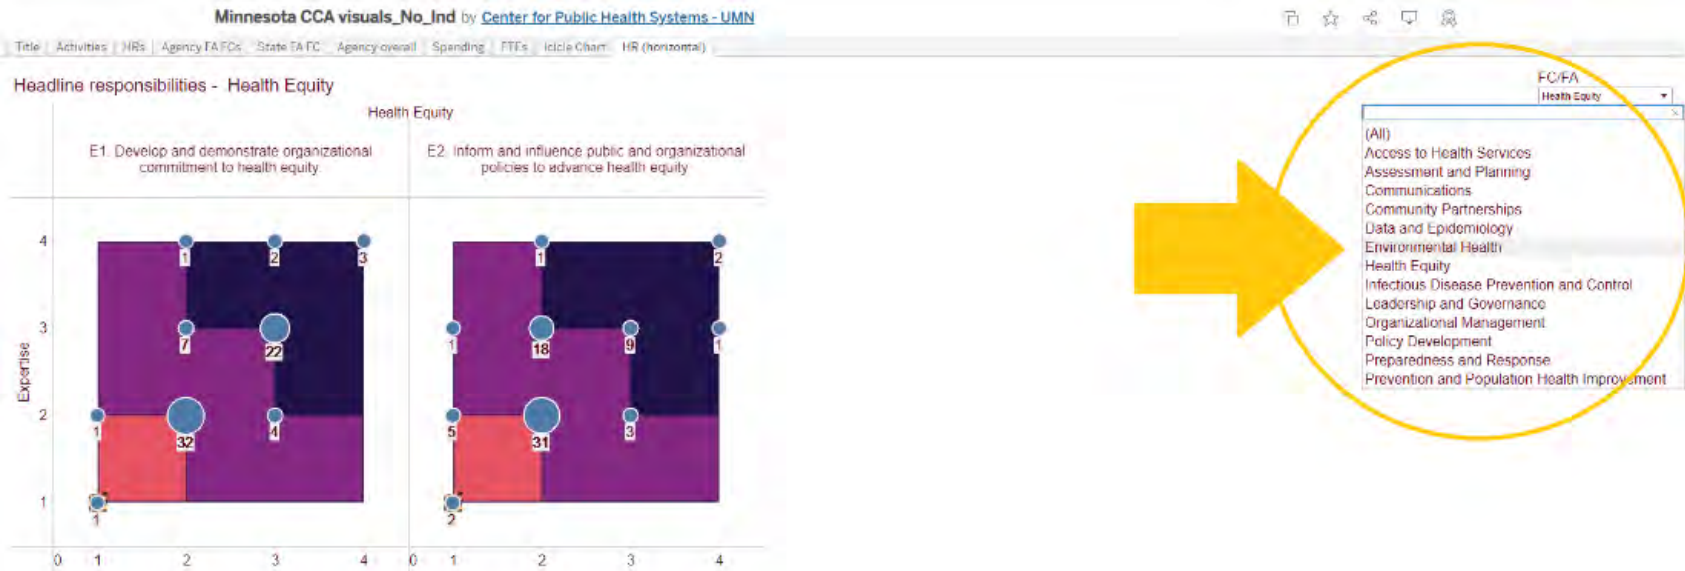 Minnesota CCA visuals_No_Ind by Center for Public Health Systems - UMN
Title Activities HRs Agency FA FCs State FA FC Agency overall Spending FTEs Icicle Chart HR (horizontal)
Headline responsibilities - Health Equity
Health Equity
E1. Develop and demonstrate organizational
commitment to health equity
E2. Inform and influence public and organizational
policies to advance health equity
Expertise
4
3
2
1
1
2
3
7
22
1
32
4
1
1
2
1
18
9
1
5
31
3
2
0 1 2 3 4 0 1 2 3 4
FC/FA
Health Equity
(All)
Access to Health Services
Assessment and Planning
Communications
Community Partnerships
Data and Epidemiology
Environmental Health
Health Equity
Infectious Disease Prevention and Control
Leadership and Governance
Organizational Management
Policy Development
Preparedness and Response
Prevention and Population Health Improvement